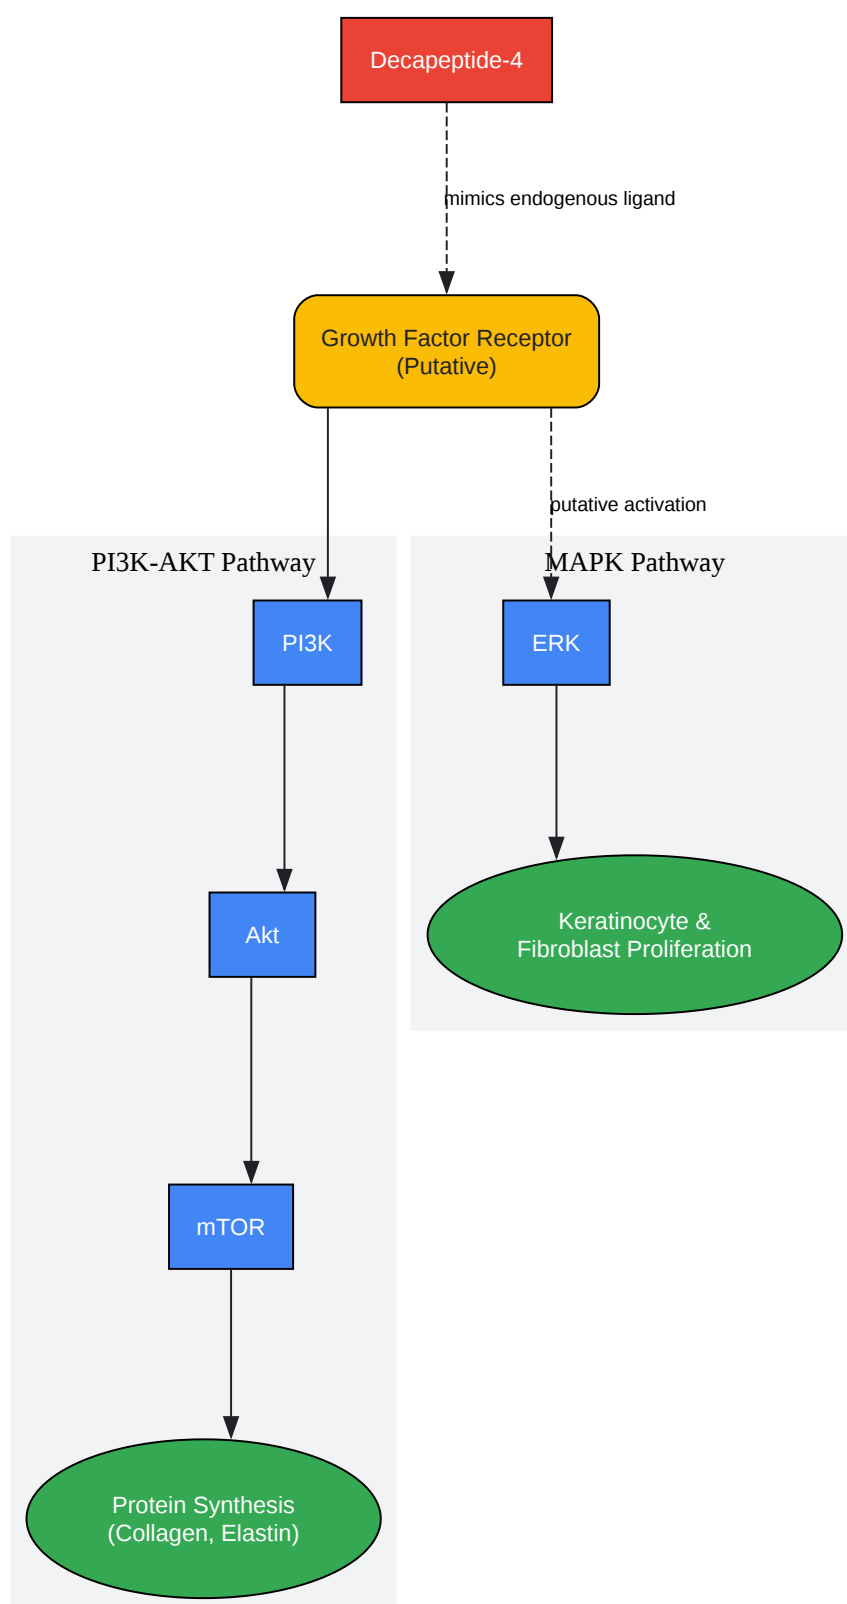 Decapeptide-4
mimics endogenous ligand
Growth Factor Receptor
(Putative)
putative activation
PI3K-AKT Pathway
MAPK Pathway
PI3K
ERK
Akt
Keratinocyte &
Fibroblast Proliferation
mTOR
Protein Synthesis
(Collagen, Elastin)